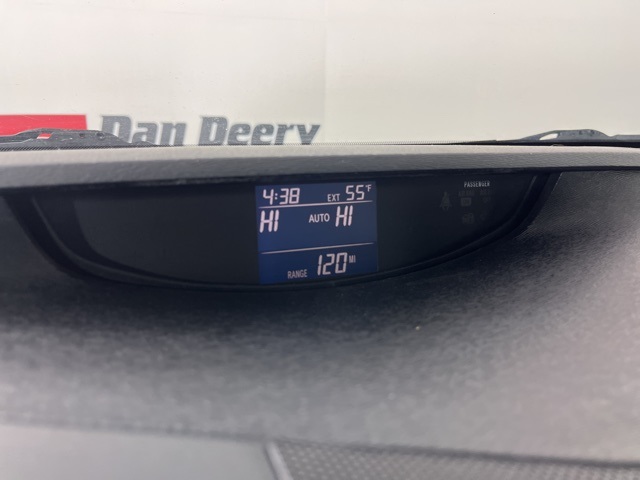 Dan Deery
PASSENGER
4:38 EXT 55°F
HI AUTO HI
RANGE 120 MI